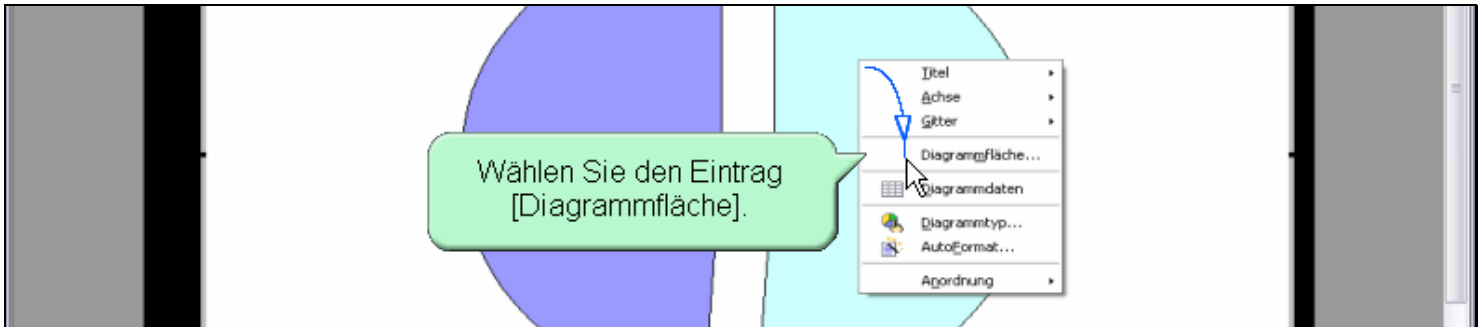 Titel
Achse
Gitter
Wählen Sie den Eintrag
[Diagrammfläche].
Diagrammfläche...
Diagrammdaten
Diagrammtyp...
AutoFormat...
Anordnung